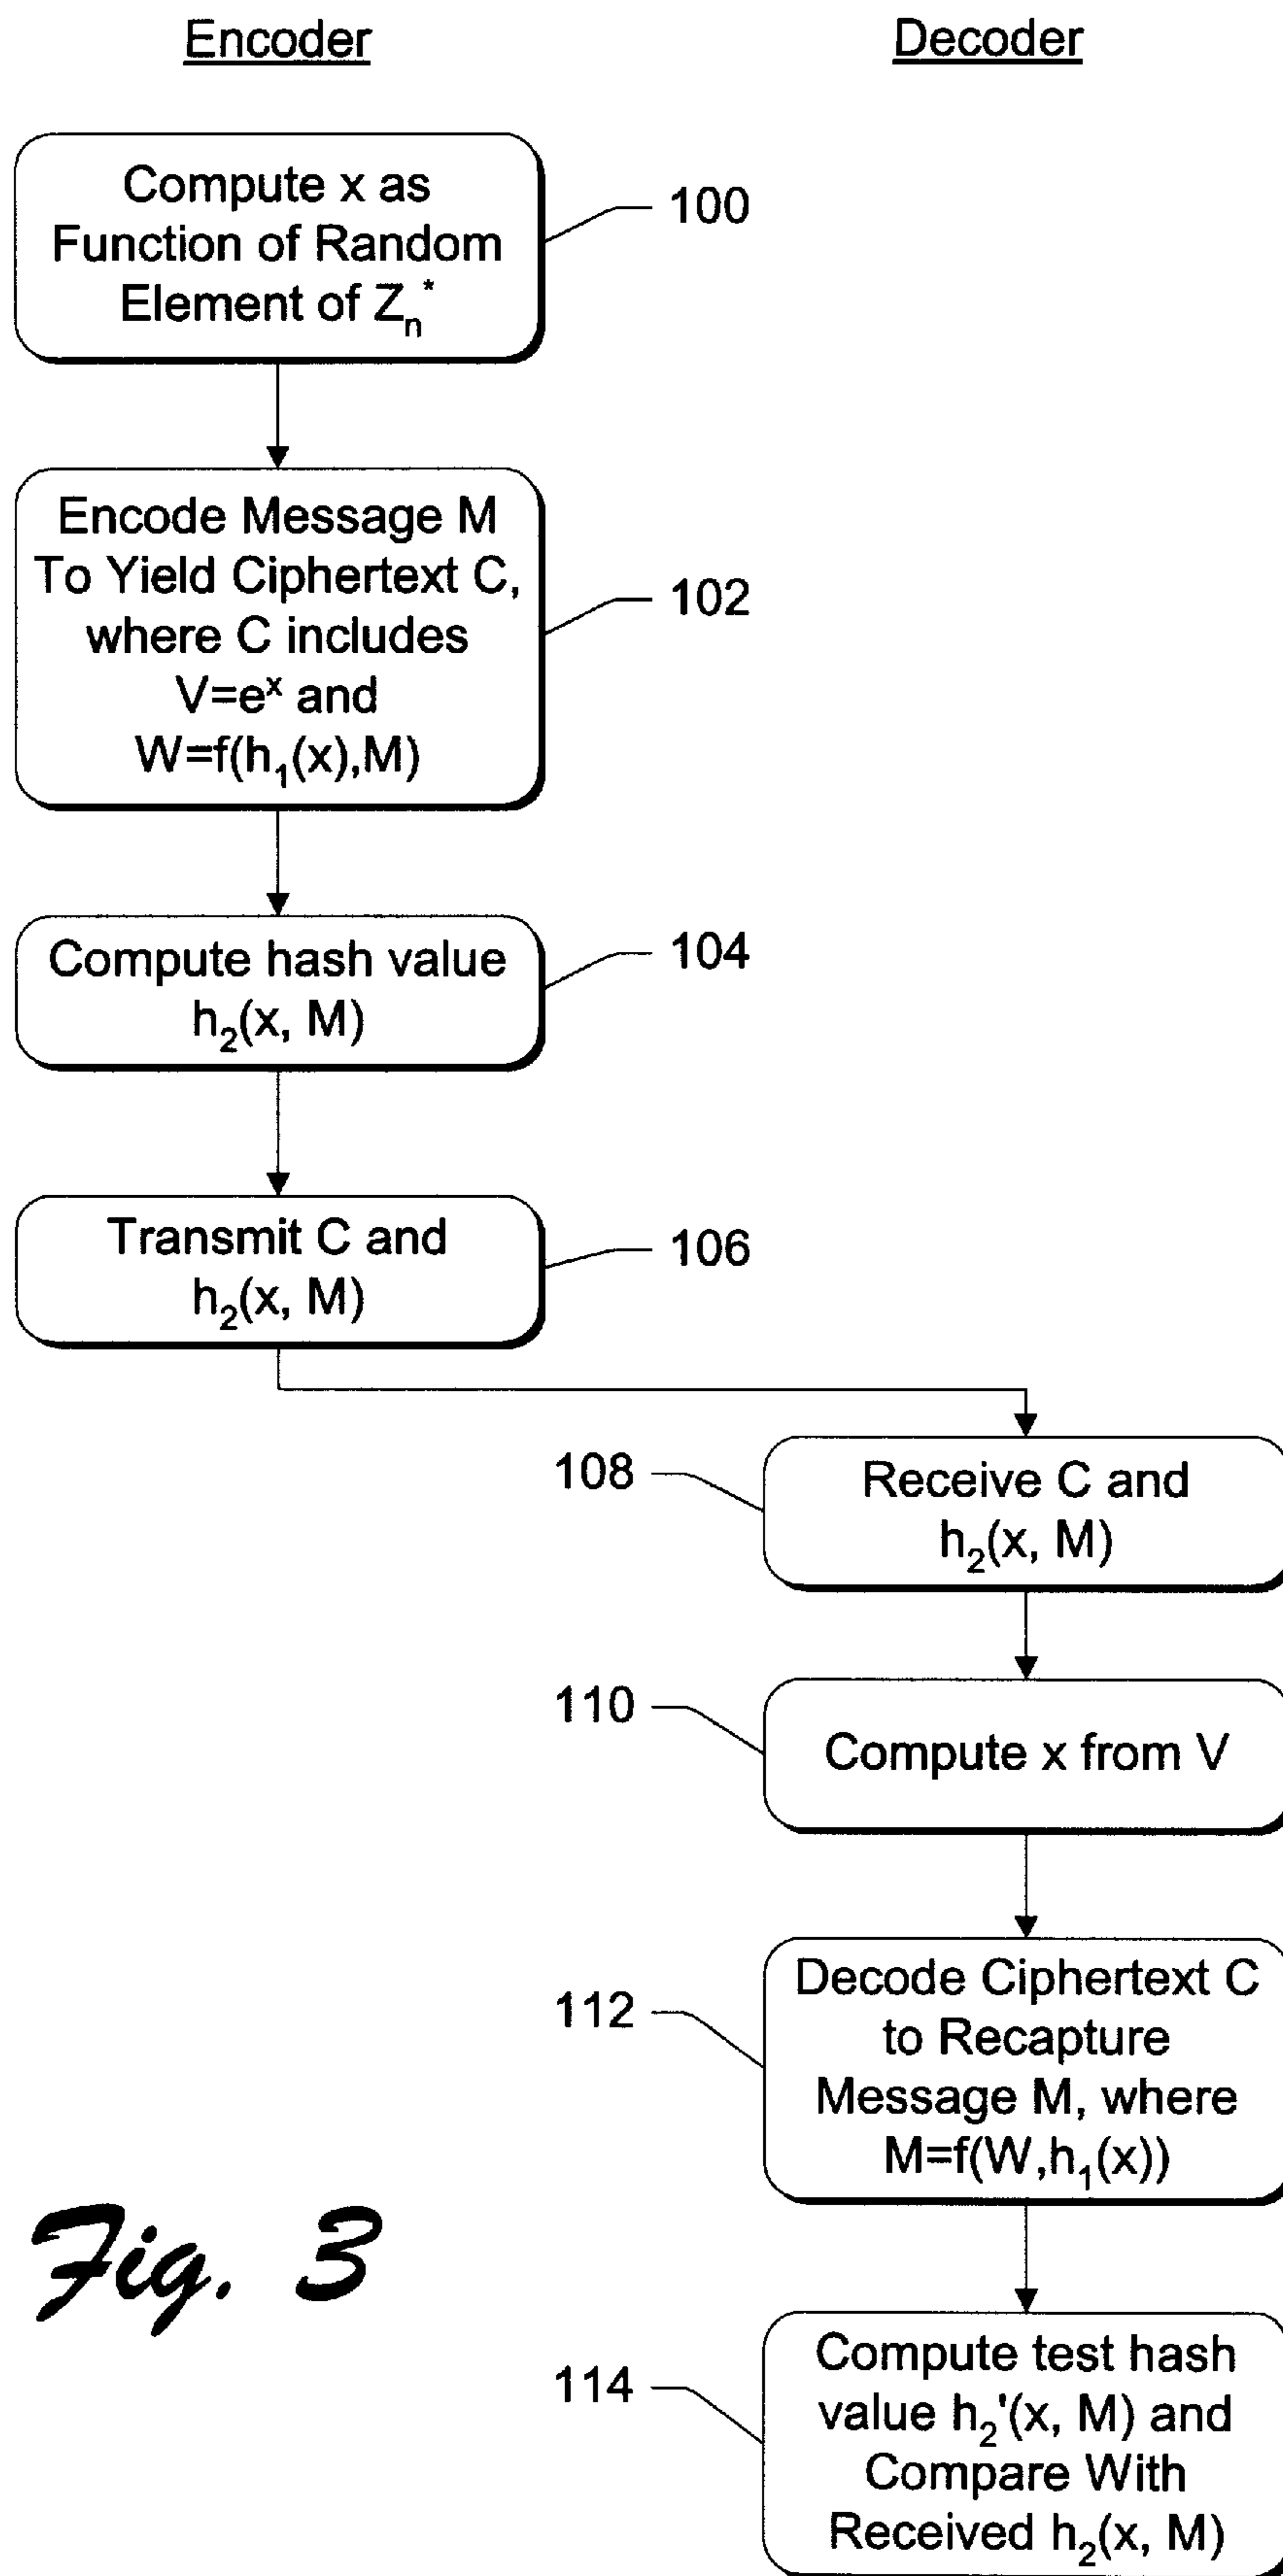 Encoder
Decoder
Compute x as
Function of Random
Element of Zₙ*
100
Encode Message M
To Yield Ciphertext C,
where C includes
V=eˣ and
W=f(h₁(x),M)
102
Compute hash value
h₂(x, M)
104
Transmit C and
h₂(x, M)
106
108
Receive C and
h₂(x, M)
110
Compute x from V
112
Decode Ciphertext C
to Recapture
Message M, where
M=f(W,h₁(x))
114
Compute test hash
value h₂'(x, M) and
Compare With
Received h₂(x, M)
Fig. 3